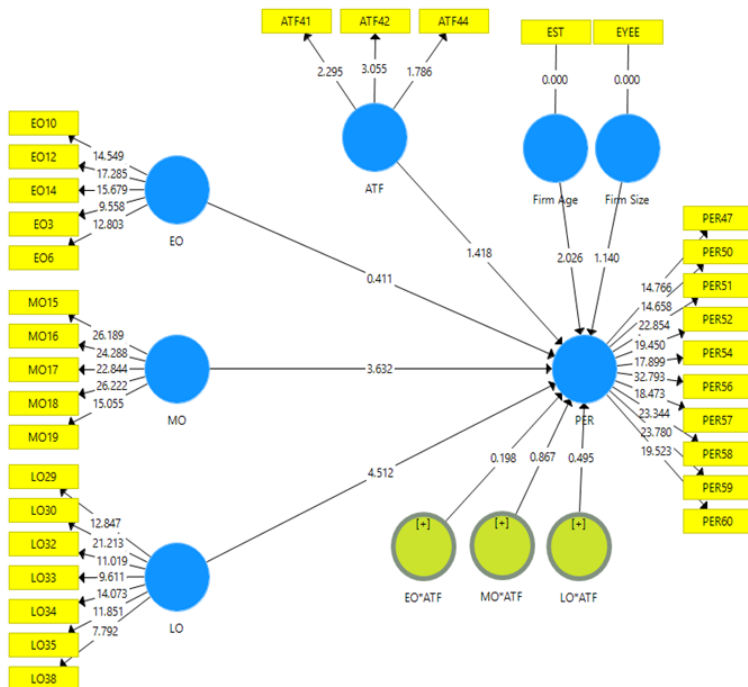 ATF41 ATF42 ATF44 EST EYEE
2.295 3.055 1.786 0.000 0.000
ATF Firm Age Firm Size
EO10
EO12
EO14
EO3
EO6
14.549
17.285
15.679
9.558
12.803
EO
1.418 2.026 1.140
0.411
MO15
MO16
MO17
MO18
MO19
26.189
24.288
22.844
26.222
15.055
MO
3.632
LO29
LO30
LO32
LO33
LO34
LO35
LO38
12.847
21.213
11.019
9.611
14.073
11.851
7.792
LO
4.512
PER
0.198 0.867 0.495
[+] [+] [+]
EO*ATF MO*ATF LO*ATF
14.766
14.658
22.854
19.450
17.899
32.793
18.473
23.344
23.780
19.523
PER47
PER50
PER51
PER52
PER54
PER56
PER57
PER58
PER59
PER60